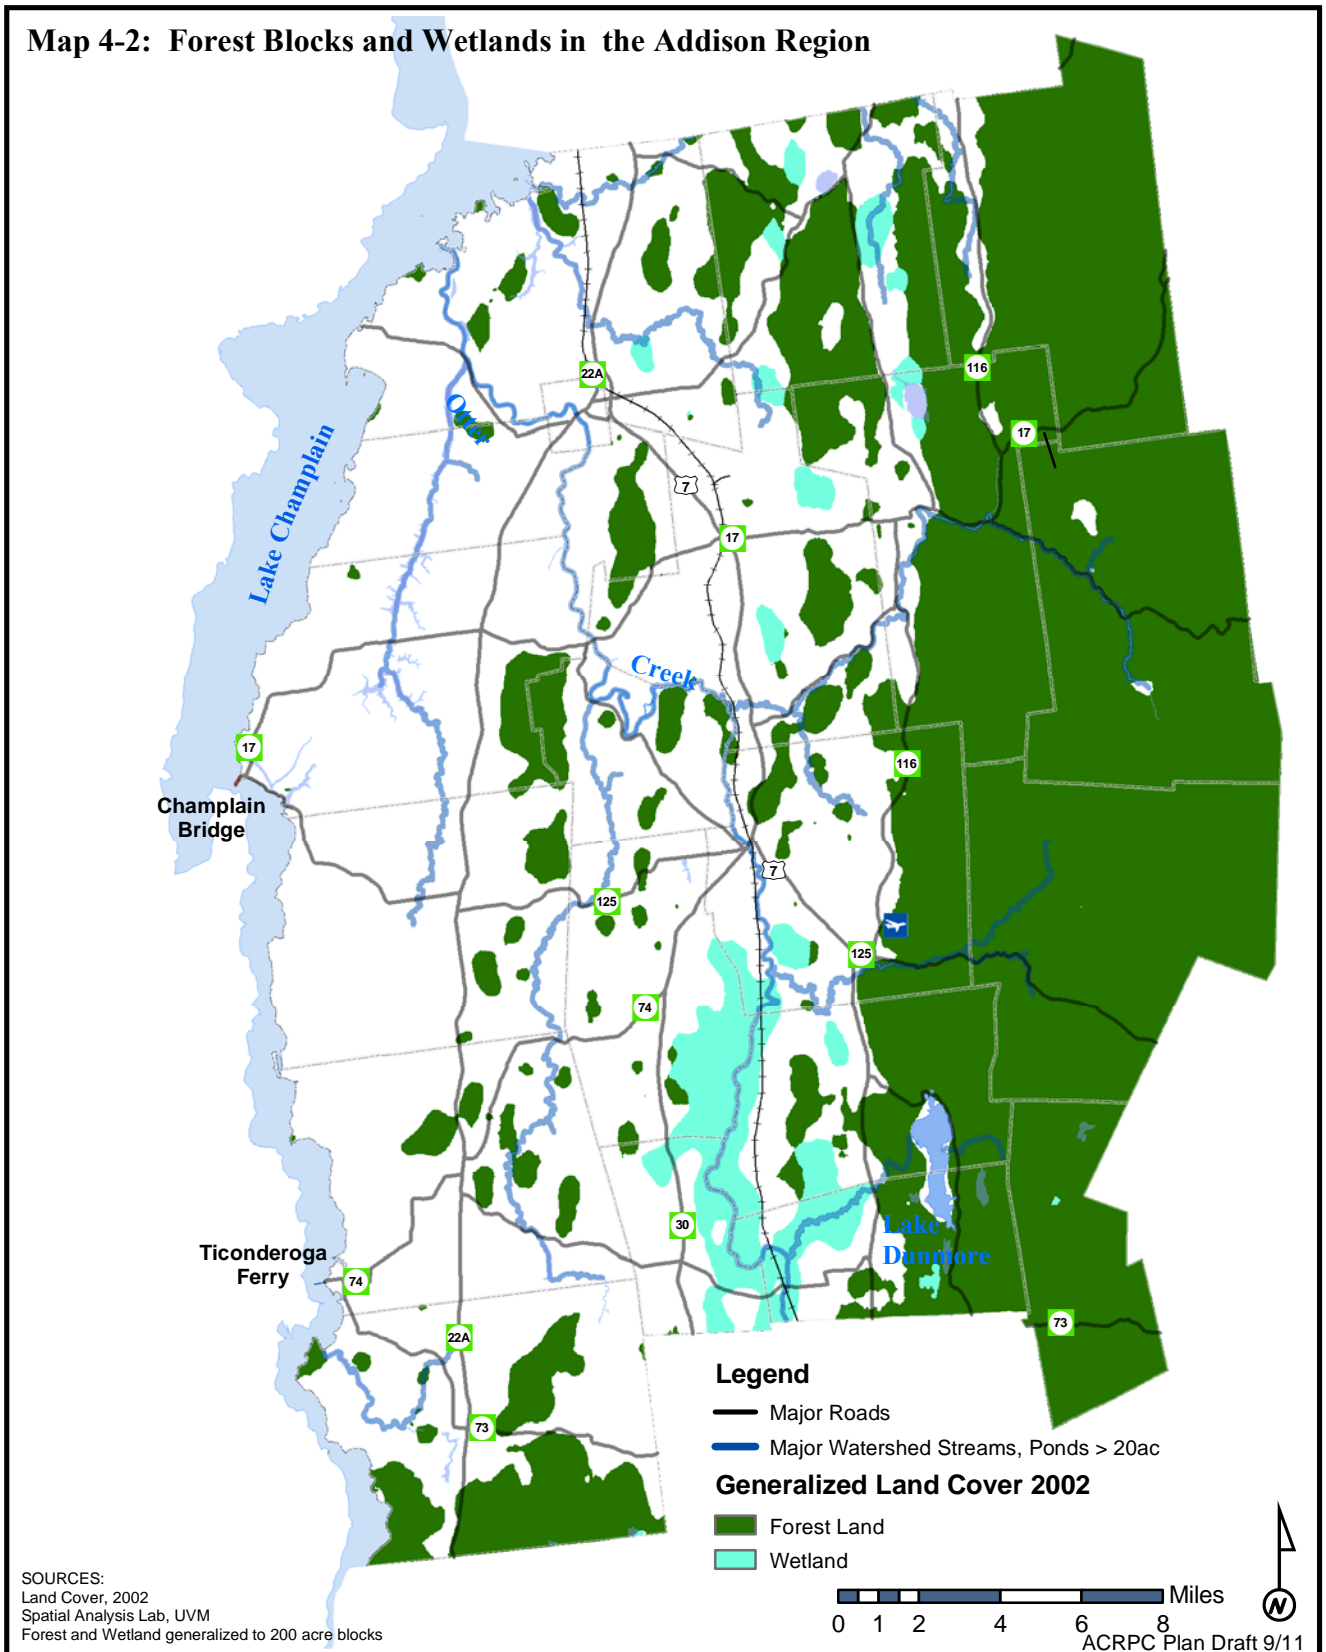 Map 4-2: Forest Blocks and Wetlands in the Addison Region
22A
116
17
Otter
7
Lake Champlain
17
Creek
17
116
Champlain
Bridge
7
125
125
74
30
Lake
Dunmore
Ticonderoga
Ferry
74
22A
73
73
Legend
Major Roads
Major Watershed Streams, Ponds > 20ac
Generalized Land Cover 2002
Forest Land
Wetland
Miles
0 1 2 4 6 8
N
SOURCES:
Land Cover, 2002
Spatial Analysis Lab, UVM
Forest and Wetland generalized to 200 acre blocks
ACRPC Plan Draft 9/11